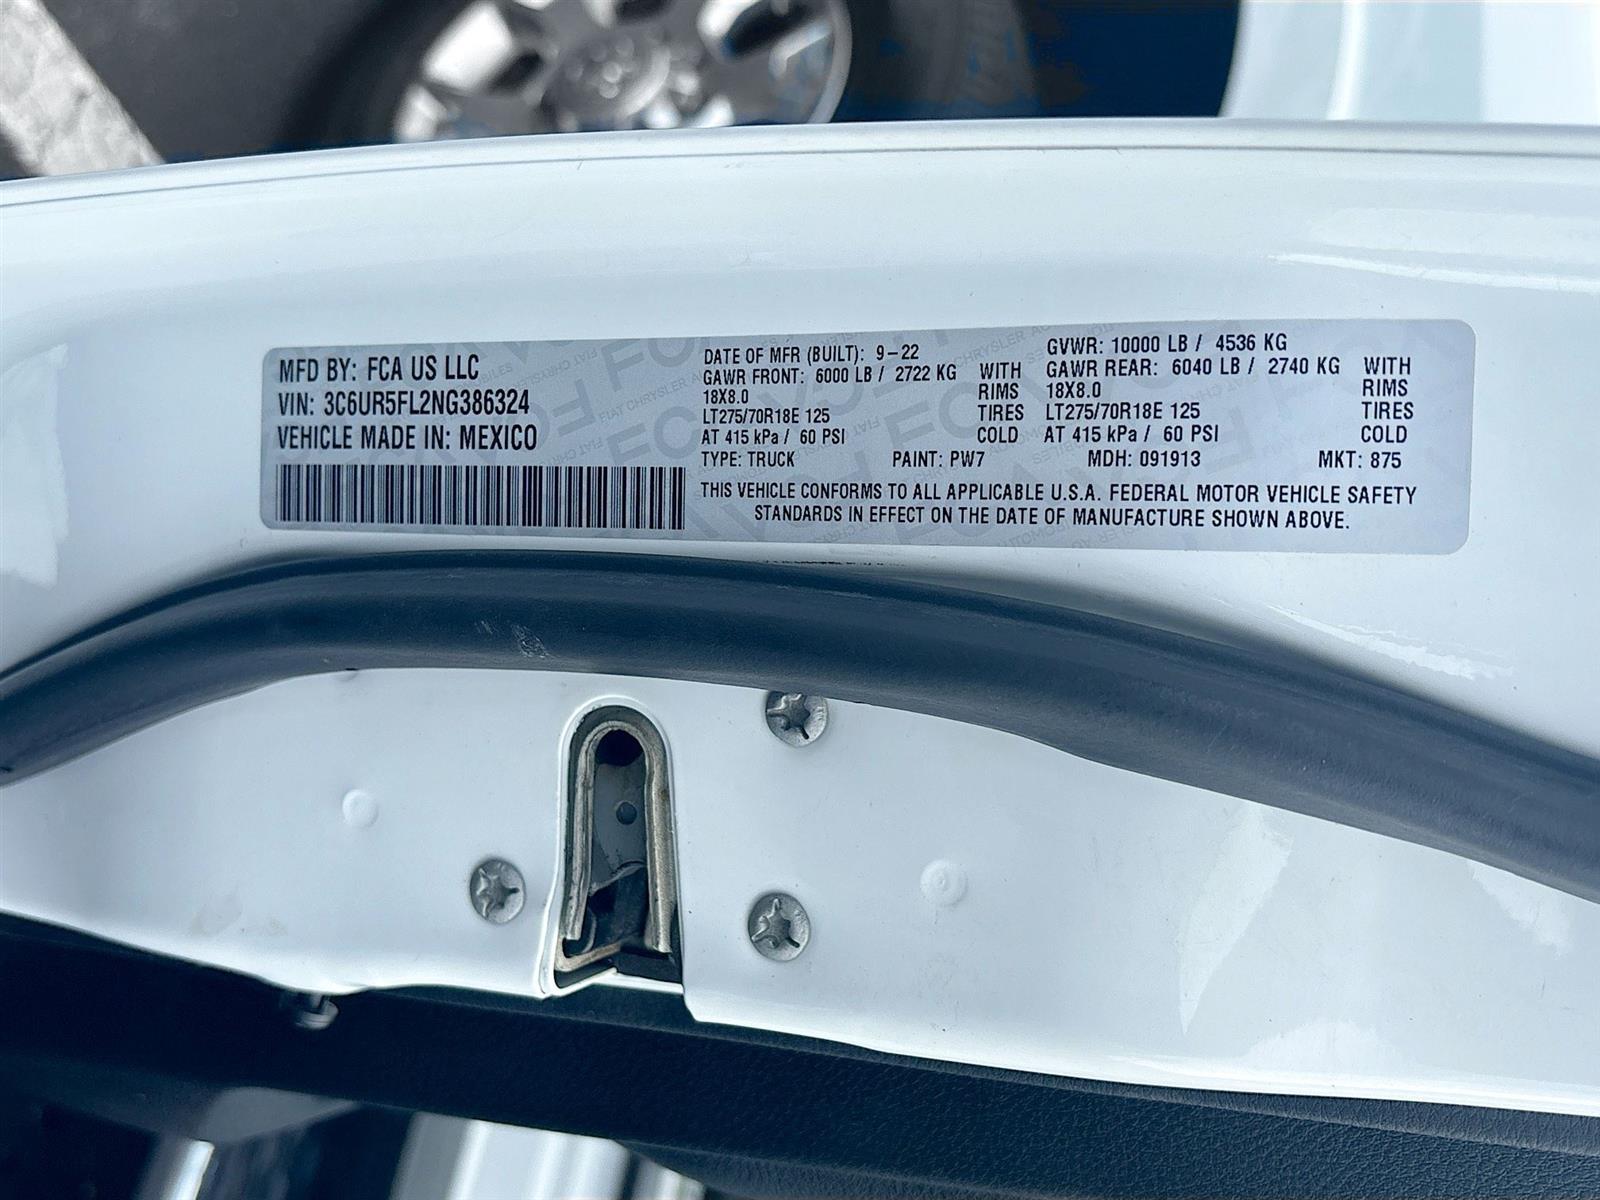 MFD BY: FCA US LLC
VIN: 3C6UR5FL2NG386324
VEHICLE MADE IN: MEXICO
DATE OF MFR (BUILT): 9-22
GAWR FRONT: 6000 LB / 2722 KG WITH
18X8.0 RIMS
LT275/70R18E 125 TIRES
AT 415 kPa / 60 PSI COLD
GVWR: 10000 LB / 4536 KG
GAWR REAR: 6040 LB / 2740 KG WITH
18X8.0 RIMS
LT275/70R18E 125 TIRES
AT 415 kPa / 60 PSI COLD
TYPE: TRUCK PAINT: PW7 MDH: 091913 MKT: 875
THIS VEHICLE CONFORMS TO ALL APPLICABLE U.S.A. FEDERAL MOTOR VEHICLE SAFETY
STANDARDS IN EFFECT ON THE DATE OF MANUFACTURE SHOWN ABOVE.